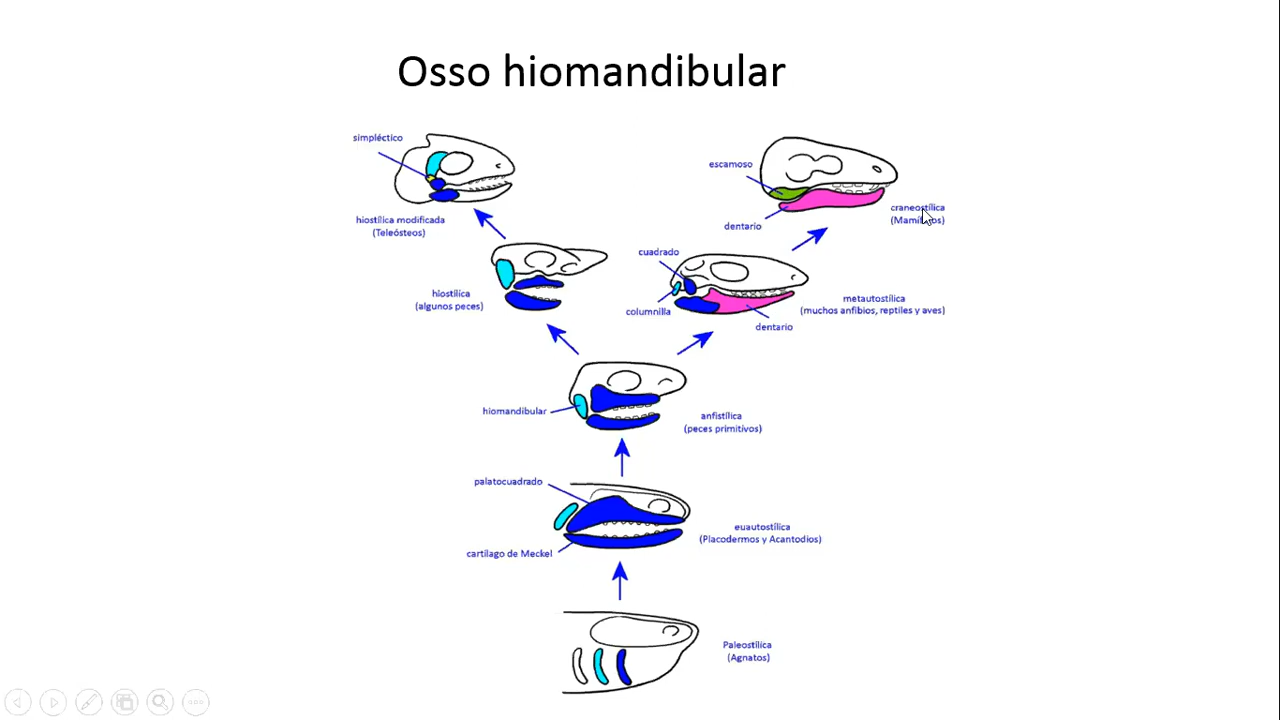 Osso hiomandibular
simpléctico
hiostílica modificada
(Teleósteos)
escamoso
dentario
craneostílica
cuadrado
columnilla
dentario
metautostílica
(muchos anfibios, reptiles y aves)
hiostílica
(algunos peces)
hiomandibular
anfistílica
(peces primitivos)
palatocuadrado
cartílago de Meckel
euautostílica
(Placodermos y Acantodios)
Paleostílica
(Agnatos)